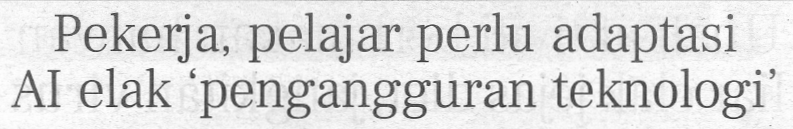 Pekerja, pelajar perlu adaptasi
AI elak ‘pengangguran teknologi’